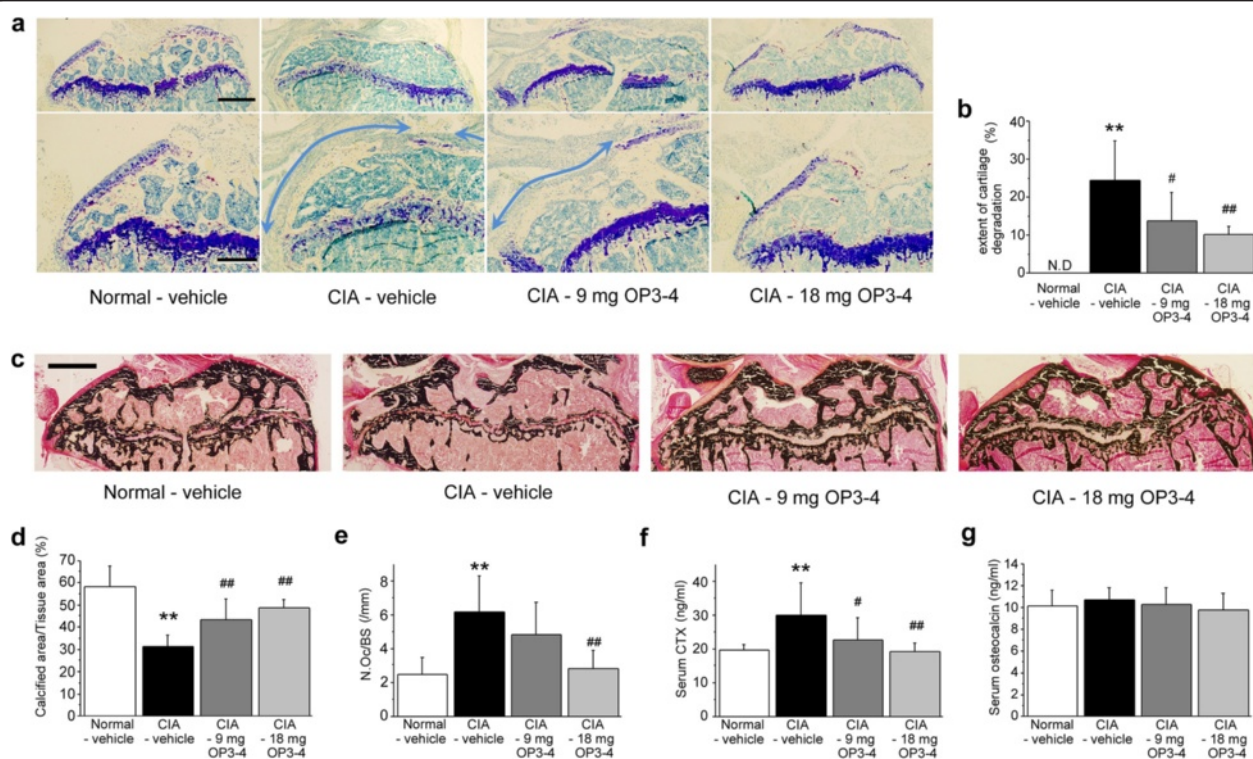 a
Normal - vehicle
CIA - vehicle
CIA - 9 mg OP3-4
CIA - 18 mg OP3-4
b
extent of cartilage
degradation
(%)
40
30
20
10
0
N.D
**
#
##
Normal
- vehicle
CIA
- vehicle
CIA
- 9 mg
OP3-4
CIA
- 18 mg
OP3-4
c
Normal - vehicle
CIA - vehicle
CIA - 9 mg OP3-4
CIA - 18 mg OP3-4
d
Calcified area/Tissue area (%)
70
60
50
40
30
20
10
0
**
##
##
Normal
- vehicle
CIA
- vehicle
CIA
- 9 mg
OP3-4
CIA
- 18 mg
OP3-4
e
N.Oc/BS (/mm)
8
6
4
2
0
**
##
Normal
- vehicle
CIA
- vehicle
CIA
- 9 mg
OP3-4
CIA
- 18 mg
OP3-4
f
Serum CTX (ng/ml)
40
30
20
10
0
**
#
##
Normal
- vehicle
CIA
- vehicle
CIA
- 9 mg
OP3-4
CIA
- 18 mg
OP3-4
g
Serum osteocalcin (ng/ml)
14
12
10
8
6
4
2
0
Normal
- vehicle
CIA
- vehicle
CIA
- 9 mg
OP3-4
CIA
- 18 mg
OP3-4